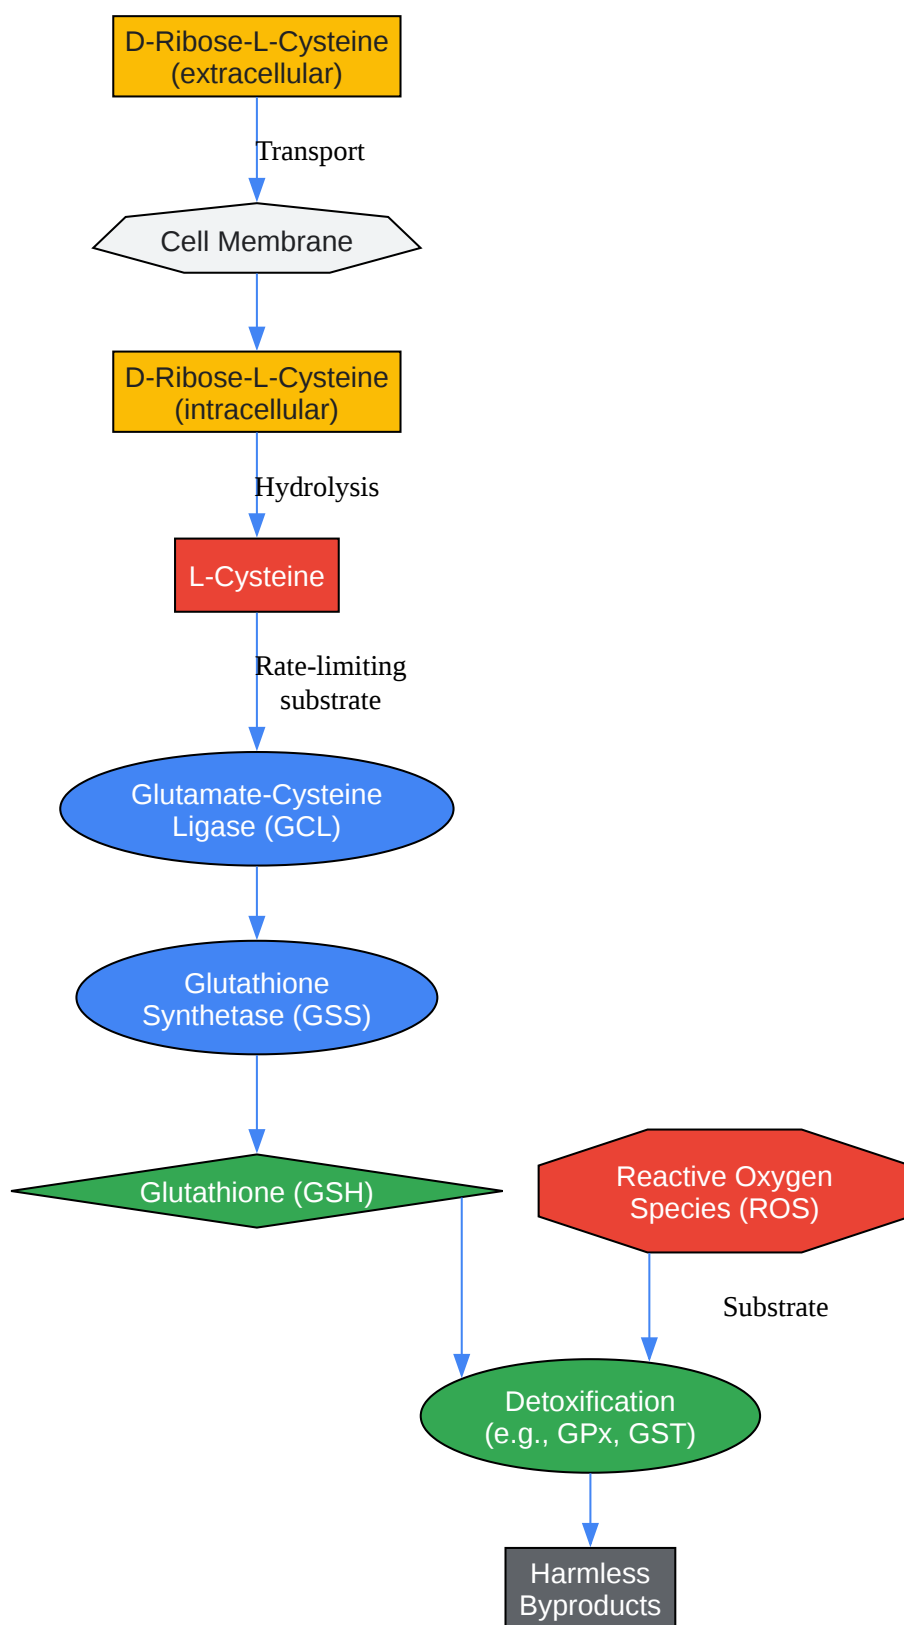 D-Ribose-L-Cysteine
(extracellular)
Transport
Cell Membrane
D-Ribose-L-Cysteine
(intracellular)
Hydrolysis
L-Cysteine
Rate-limiting
substrate
Glutamate-Cysteine
Ligase (GCL)
Glutathione
Synthetase (GSS)
Glutathione (GSH)
Reactive Oxygen
Species (ROS)
Substrate
Detoxification
(e.g., GPx, GST)
Harmless
Byproducts